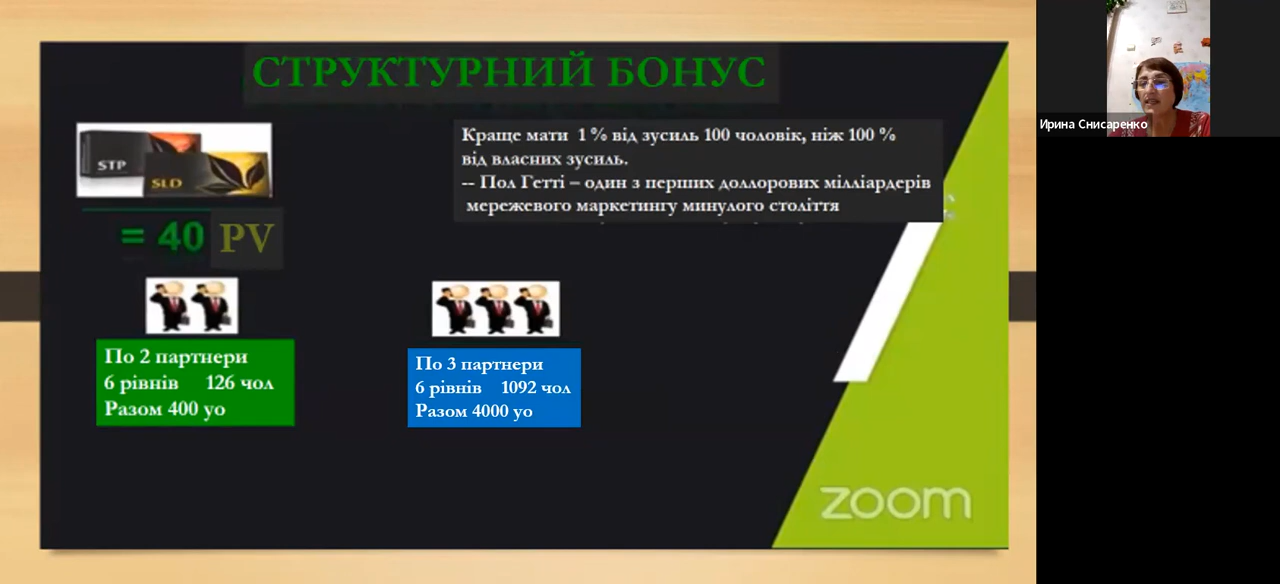 СТРУКТУРНИЙ БОНУС
STP
SLD
= 40 PV
Краще мати 1 % від зусиль 100 чоловік, ніж 100 %
від власних зусиль.
-- Пол Гетті – один з перших долларових мілліардерів
мережевого маркетингу минулого століття
По 2 партнери
6 рівнів 126 чол
Разом 400 уо
По 3 партнери
6 рівнів 1092 чол
Разом 4000 уо
zoom
Ирина Снисаренко